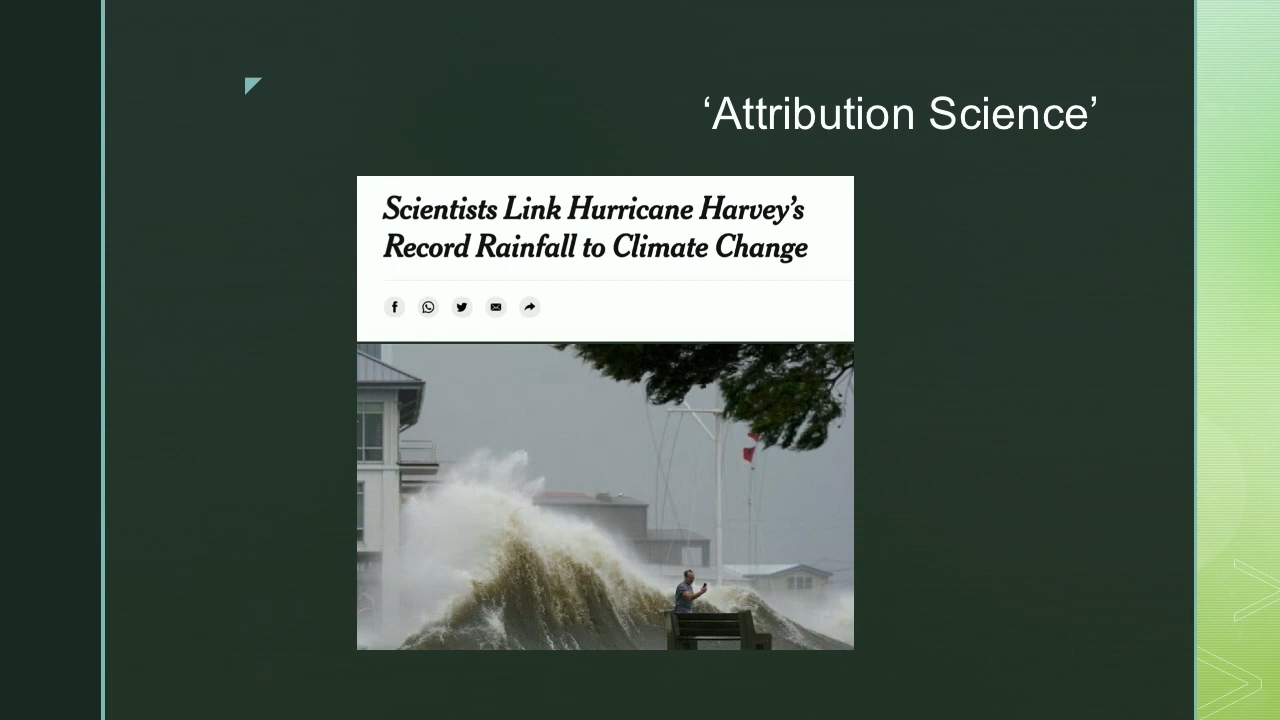 ‘Attribution Science’
Scientists Link Hurricane Harvey’s
Record Rainfall to Climate Change